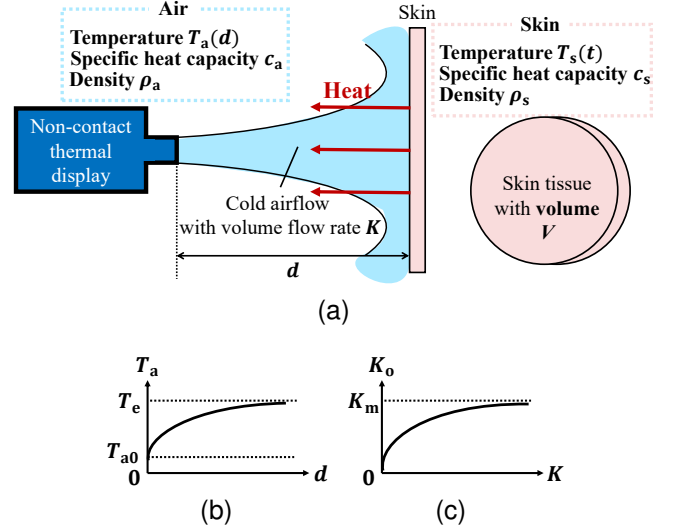 Air
Temperature Tₐ(d)
Specific heat capacity cₐ
Density ρₐ
Skin
Skin
Temperature Tₛ(t)
Specific heat capacity cₛ
Density ρₛ
Heat
Non-contact
thermal
display
Cold airflow
with volume flow rate K
Skin tissue
with volume
V
d
(a)
Tₐ
Tₑ
Tₐ₀
0
d
(b)
Kₒ
Kₘ
0
K
(c)